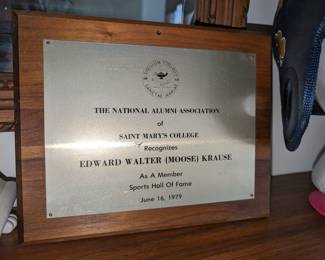 THE NATIONAL ALUMNI ASSOCIATION
of
SAINT MARY'S COLLEGE
Recognizes
EDWARD WALTER (MOOSE) KRAUSE
As A Member
Sports Hall Of Fame
June 16, 1979